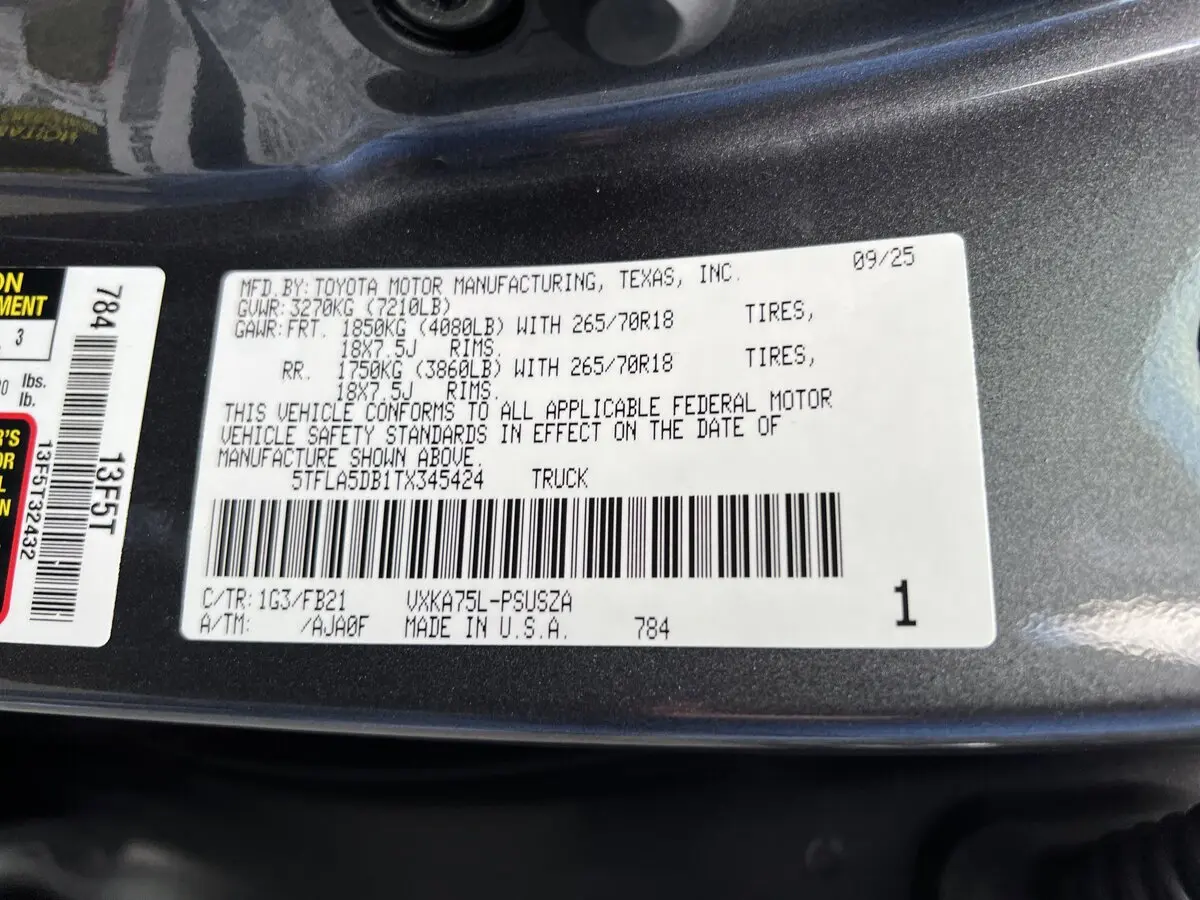 MFD.BY: TOYOTA MOTOR MANUFACTURING, TEXAS, INC. 09/25
GVWR: 3270KG (7210LB)
GAWR: FRT. 1850KG (4080LB) WITH 265/70R18 TIRES,
18X7.5J RIMS.
RR. 1750KG (3860LB) WITH 265/70R18 TIRES,
18X7.5J RIMS.
THIS VEHICLE CONFORMS TO ALL APPLICABLE FEDERAL MOTOR
VEHICLE SAFETY STANDARDS IN EFFECT ON THE DATE OF
MANUFACTURE SHOWN ABOVE.
5TFLA5DB1TX345424 TRUCK
C/TR: 1G3/FB21 VXKA75L-PSUSZA
A/TM: /AJA0F MADE IN U.S.A. 784
1
784
13F5T
13F5T32432
ON
MENT
3
lbs.
lb.
R'S
OR
L
N